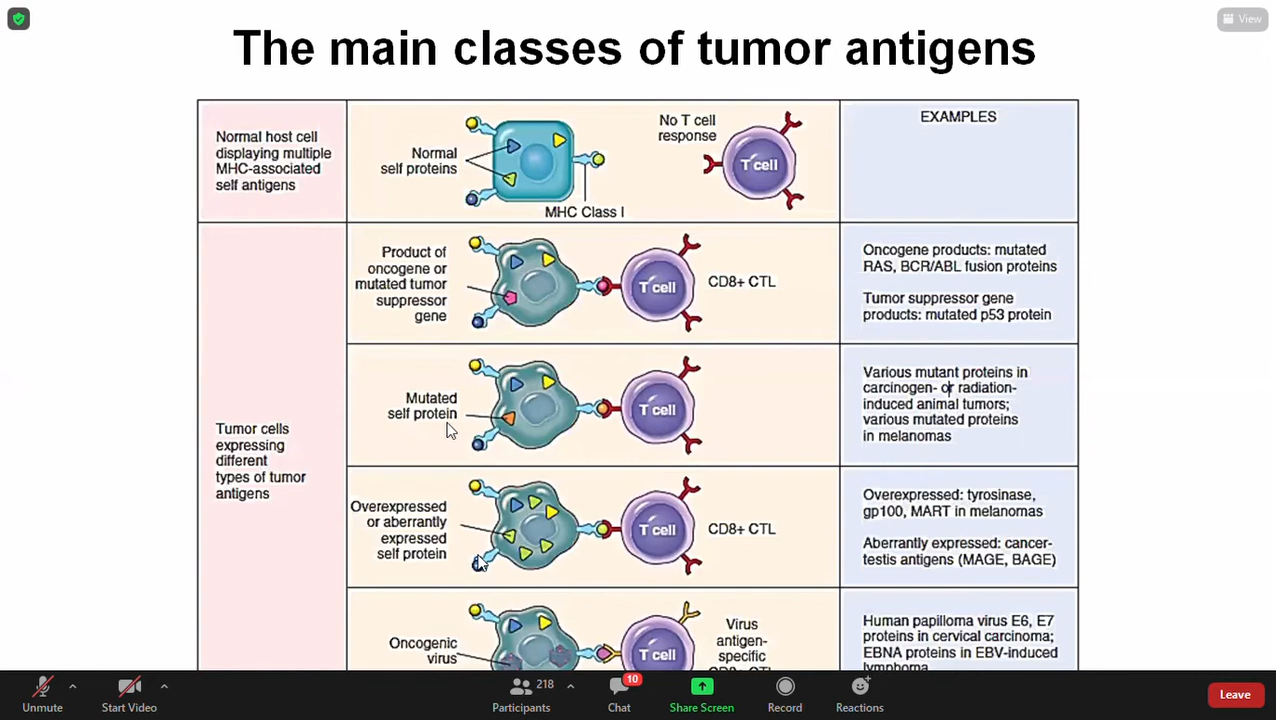 View
The main classes of tumor antigens
EXAMPLES
Normal host cell
displaying multiple
MHC-associated
self antigens
Normal
self proteins
MHC Class I
No T cell
response
T cell
Tumor cells
expressing
different
types of tumor
antigens
Product of
oncogene or
mutated tumor
suppressor
gene
T cell
CD8+ CTL
Oncogene products: mutated
RAS, BCR/ABL fusion proteins
Tumor suppressor gene
products: mutated p53 protein
Mutated
self protein
T cell
Various mutant proteins in
carcinogen- or radiation-
induced animal tumors;
various mutated proteins
in melanomas
Overexpressed
or aberrantly
expressed
self protein
T cell
CD8+ CTL
Overexpressed: tyrosinase,
gp100, MART in melanomas
Aberrantly expressed: cancer-
testis antigens (MAGE, BAGE)
Oncogenic
virus
T cell
Virus
antigen-
specific
CD8+ CTL
Human papilloma virus E6, E7
proteins in cervical carcinoma;
EBNA proteins in EBV-induced
lymphoma
Unmute
Start Video
218
Participants
10
Chat
Share Screen
Record
Reactions
Leave